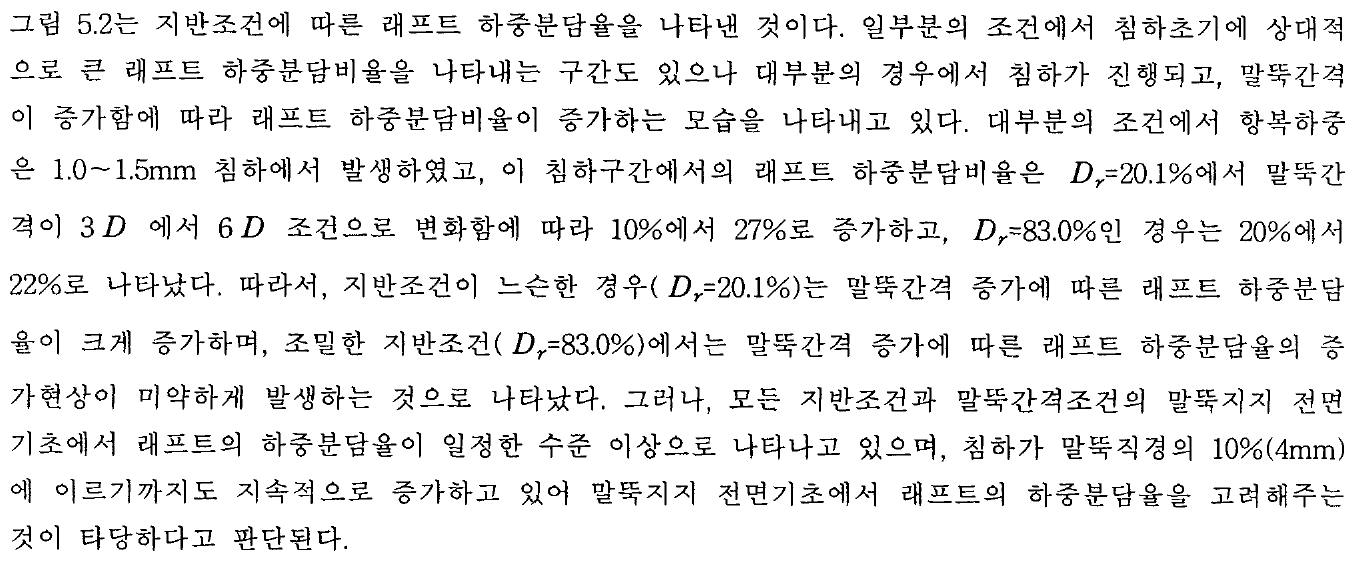 그림 5.2는 지반조건에 따른 래프트 하중분담율을 나타낸 것이다. 일부분의 조건에서 침하초기에 상대적
으로 큰 래프트 하중분담비율을 나타내는 구간도 있으나 대부분의 경우에서 침하가 진행되고, 말뚝간격
이 증가함에 따라 래프트 하중분담비율이 증가하는 모습을 나타내고 있다. 대부분의 조건에서 항복하중
은 1.0~1.5mm 침하에서 발생하였고, 이 침하구간에서의 래프트 하중분담비율은 Dr=20.1%에서 말뚝간
격이 3D 에서 6D 조건으로 변화함에 따라 10%에서 27%로 증가하고, Dr=83.0%인 경우는 20%에서
22%로 나타났다. 따라서, 지반조건이 느슨한 경우( Dr=20.1%)는 말뚝간격 증가에 따른 래프트 하중분담
율이 크게 증가하며, 조밀한 지반조건( Dr=83.0%)에서는 말뚝간격 증가에 따른 래프트 하중분담율의 증
가현상이 미약하게 발생하는 것으로 나타났다. 그러나, 모든 지반조건과 말뚝간격조건의 말뚝지지 전면
기초에서 래프트의 하중분담율이 일정한 수준 이상으로 나타나고 있으며, 침하가 말뚝직경의 10%(4mm)
에 이르기까지도 지속적으로 증가하고 있어 말뚝지지 전면기초에서 래프트의 하중분담율을 고려해주는
것이 타당하다고 판단된다.